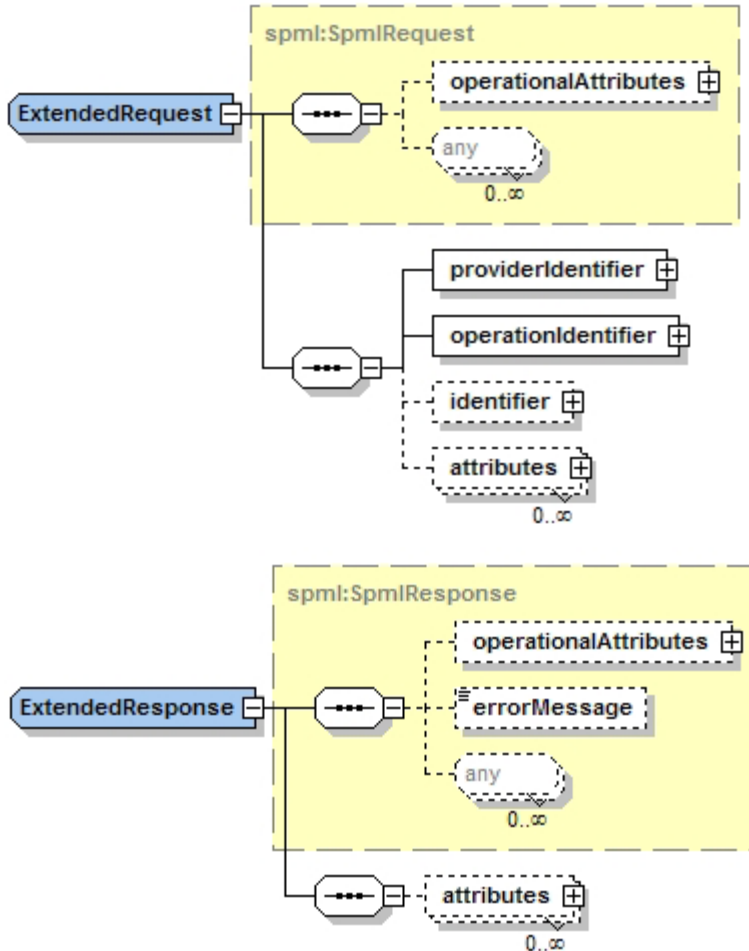 spml:SpmlRequest
operationalAttributes
ExtendedRequest
any
0..∞
providerIdentifier
operationIdentifier
identifier
attributes
0..∞
spml:SpmlResponse
operationalAttributes
ExtendedResponse
errorMessage
any
0..∞
attributes
0..∞